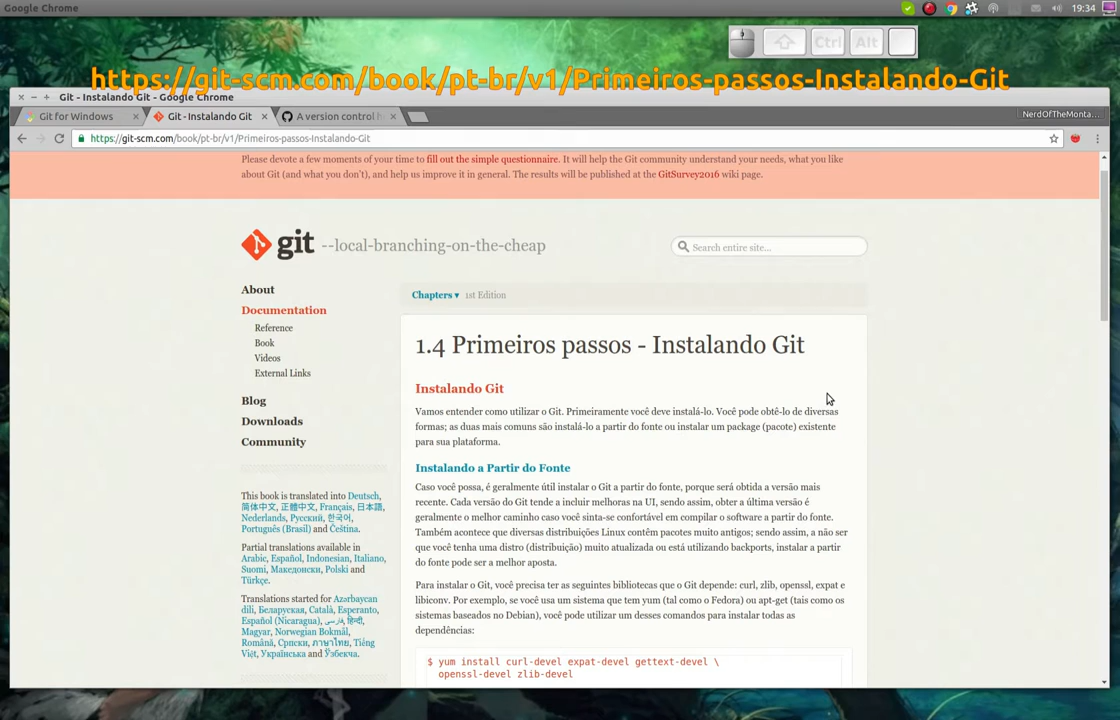 Google Chrome
19:34
Ctrl
Alt
https://git-scm.com/book/pt-br/v1/Primeiros-passos-Instalando-Git
Git - Instalando Git - Google Chrome
Git for Windows
Git - Instalando Git
A version control h
NerdOfTheMonta...
https://git-scm.com/book/pt-br/v1/Primeiros-passos-Instalando-Git
Please devote a few moments of your time to fill out the simple questionnaire. It will help the Git community understand your needs, what you like
about Git (and what you don't), and help us improve it in general. The results will be published at the GitSurvey2016 wiki page.
git --local-branching-on-the-cheap
Search entire site...
About
Documentation
Reference
Book
Videos
External Links
Blog
Downloads
Community
This book is translated into Deutsch,
简体中文, 正體中文, Français, 日本語,
Nederlands, Русский, 한국어,
Português (Brasil) and Čeština.
Partial translations available in
Arabic, Español, Indonesian, Italiano,
Suomi, Македонски, Polski and
Türkçe.
Translations started for Azərbaycan
dili, Беларуская, Català, Esperanto,
Español (Nicaragua), فارسی, हिन्दी,
Magyar, Norwegian Bokmål,
Română, Српски, ภาษาไทย, Tiếng
Việt, Українська and Ўзбекча.
Chapters ▾ 1st Edition
1.4 Primeiros passos - Instalando Git
Instalando Git
Vamos entender como utilizar o Git. Primeiramente você deve instalá-lo. Você pode obtê-lo de diversas
formas; as duas mais comuns são instalá-lo a partir do fonte ou instalar um package (pacote) existente
para sua plataforma.
Instalando a Partir do Fonte
Caso você possa, é geralmente útil instalar o Git a partir do fonte, porque será obtida a versão mais
recente. Cada versão do Git tende a incluir melhoras na UI, sendo assim, obter a última versão é
geralmente o melhor caminho caso você sinta-se confortável em compilar o software a partir do fonte.
Também acontece que diversas distribuições Linux contêm pacotes muito antigos; sendo assim, a não ser
que você tenha uma distro (distribuição) muito atualizada ou está utilizando backports, instalar a partir
do fonte pode ser a melhor aposta.
Para instalar o Git, você precisa ter as seguintes bibliotecas que o Git depende: curl, zlib, openssl, expat e
libiconv. Por exemplo, se você usa um sistema que tem yum (tal como o Fedora) ou apt-get (tais como os
sistemas baseados no Debian), você pode utilizar um desses comandos para instalar todas as
dependências:
$ yum install curl-devel expat-devel gettext-devel \
openssl-devel zlib-devel